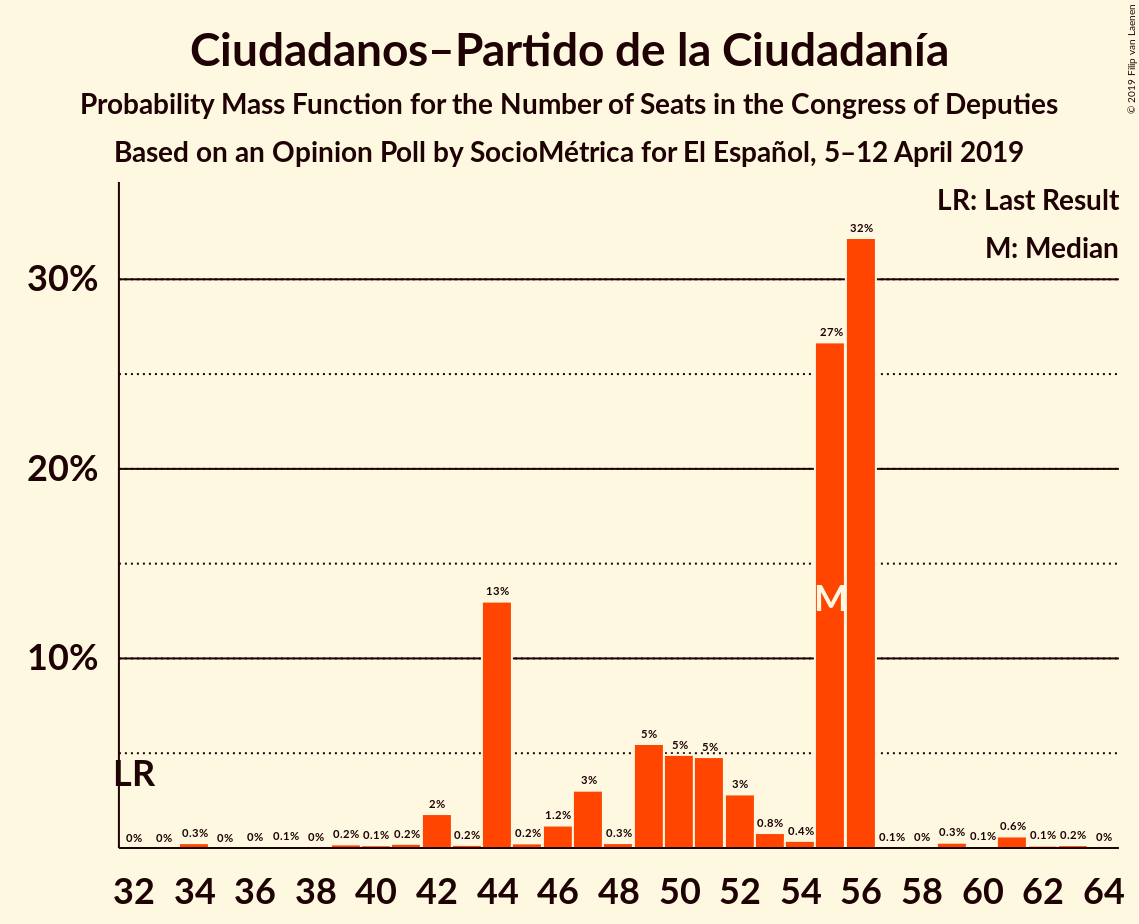 Ciudadanos–Partido de la Ciudadanía
Probability Mass Function for the Number of Seats in the Congress of Deputies
Based on an Opinion Poll by SocioMétrica for El Español, 5–12 April 2019
© 2019 Filip van Laenen
LR: Last Result
M: Median
30%
20%
10%
LR
M
0% 0% 0.3% 0% 0% 0.1% 0% 0.2% 0.1% 0.2% 2% 0.2% 13% 0.2% 1.2% 3% 0.3% 5% 5% 5% 3% 0.8% 0.4% 27% 32% 0.1% 0% 0.3% 0.1% 0.6% 0.1% 0.2% 0%
32 34 36 38 40 42 44 46 48 50 52 54 56 58 60 62 64